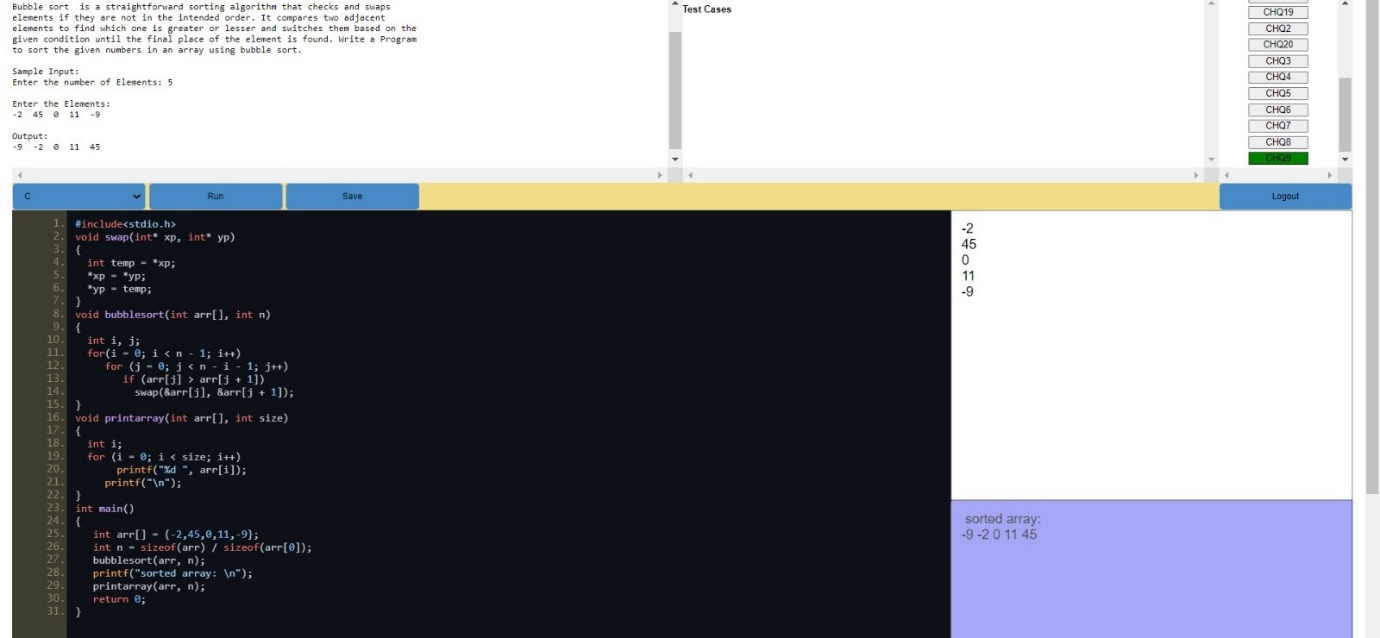 Bubble sort  is a straightforward sorting algorithm that checks and swaps
elements if they are not in the intended order. It compares two adjacent
elements to find which one is greater or lesser and switches them based on the
given condition until the final place of the element is found. Write a Program
to sort the given numbers in an array using bubble sort.
Sample Input:
Enter the number of Elements: 5
Enter the Elements:
-2  45  0  11  -9
Output:
-9  -2  0  11  45
Test Cases
CHQ19
CHQ2
CHQ20
CHQ3
CHQ4
CHQ5
CHQ6
CHQ7
CHQ8
CHQ9
C Run Save Logout
1. #include<stdio.h>
2. void swap(int* xp, int* yp)
3. {
4.   int temp = *xp;
5.   *xp = *yp;
6.   *yp = temp;
7. }
8. void bubblesort(int arr[], int n)
9. {
10.   int i, j;
11.   for(i = 0; i < n - 1; i++)
12.      for (j = 0; j < n - i - 1; j++)
13.         if (arr[j] > arr[j + 1])
14.           swap(&arr[j], &arr[j + 1]);
15. }
16. void printarray(int arr[], int size)
17. {
18.   int i;
19.   for (i = 0; i < size; i++)
20.        printf("%d ", arr[i]);
21.      printf("\n");
22. }
23. int main()
24. {
25.    int arr[] = {-2,45,0,11,-9};
26.    int n = sizeof(arr) / sizeof(arr[0]);
27.    bubblesort(arr, n);
28.    printf("sorted array: \n");
29.    printarray(arr, n);
30.    return 0;
31. }
-2
45
0
11
-9
sorted array:
-9 -2 0 11 45